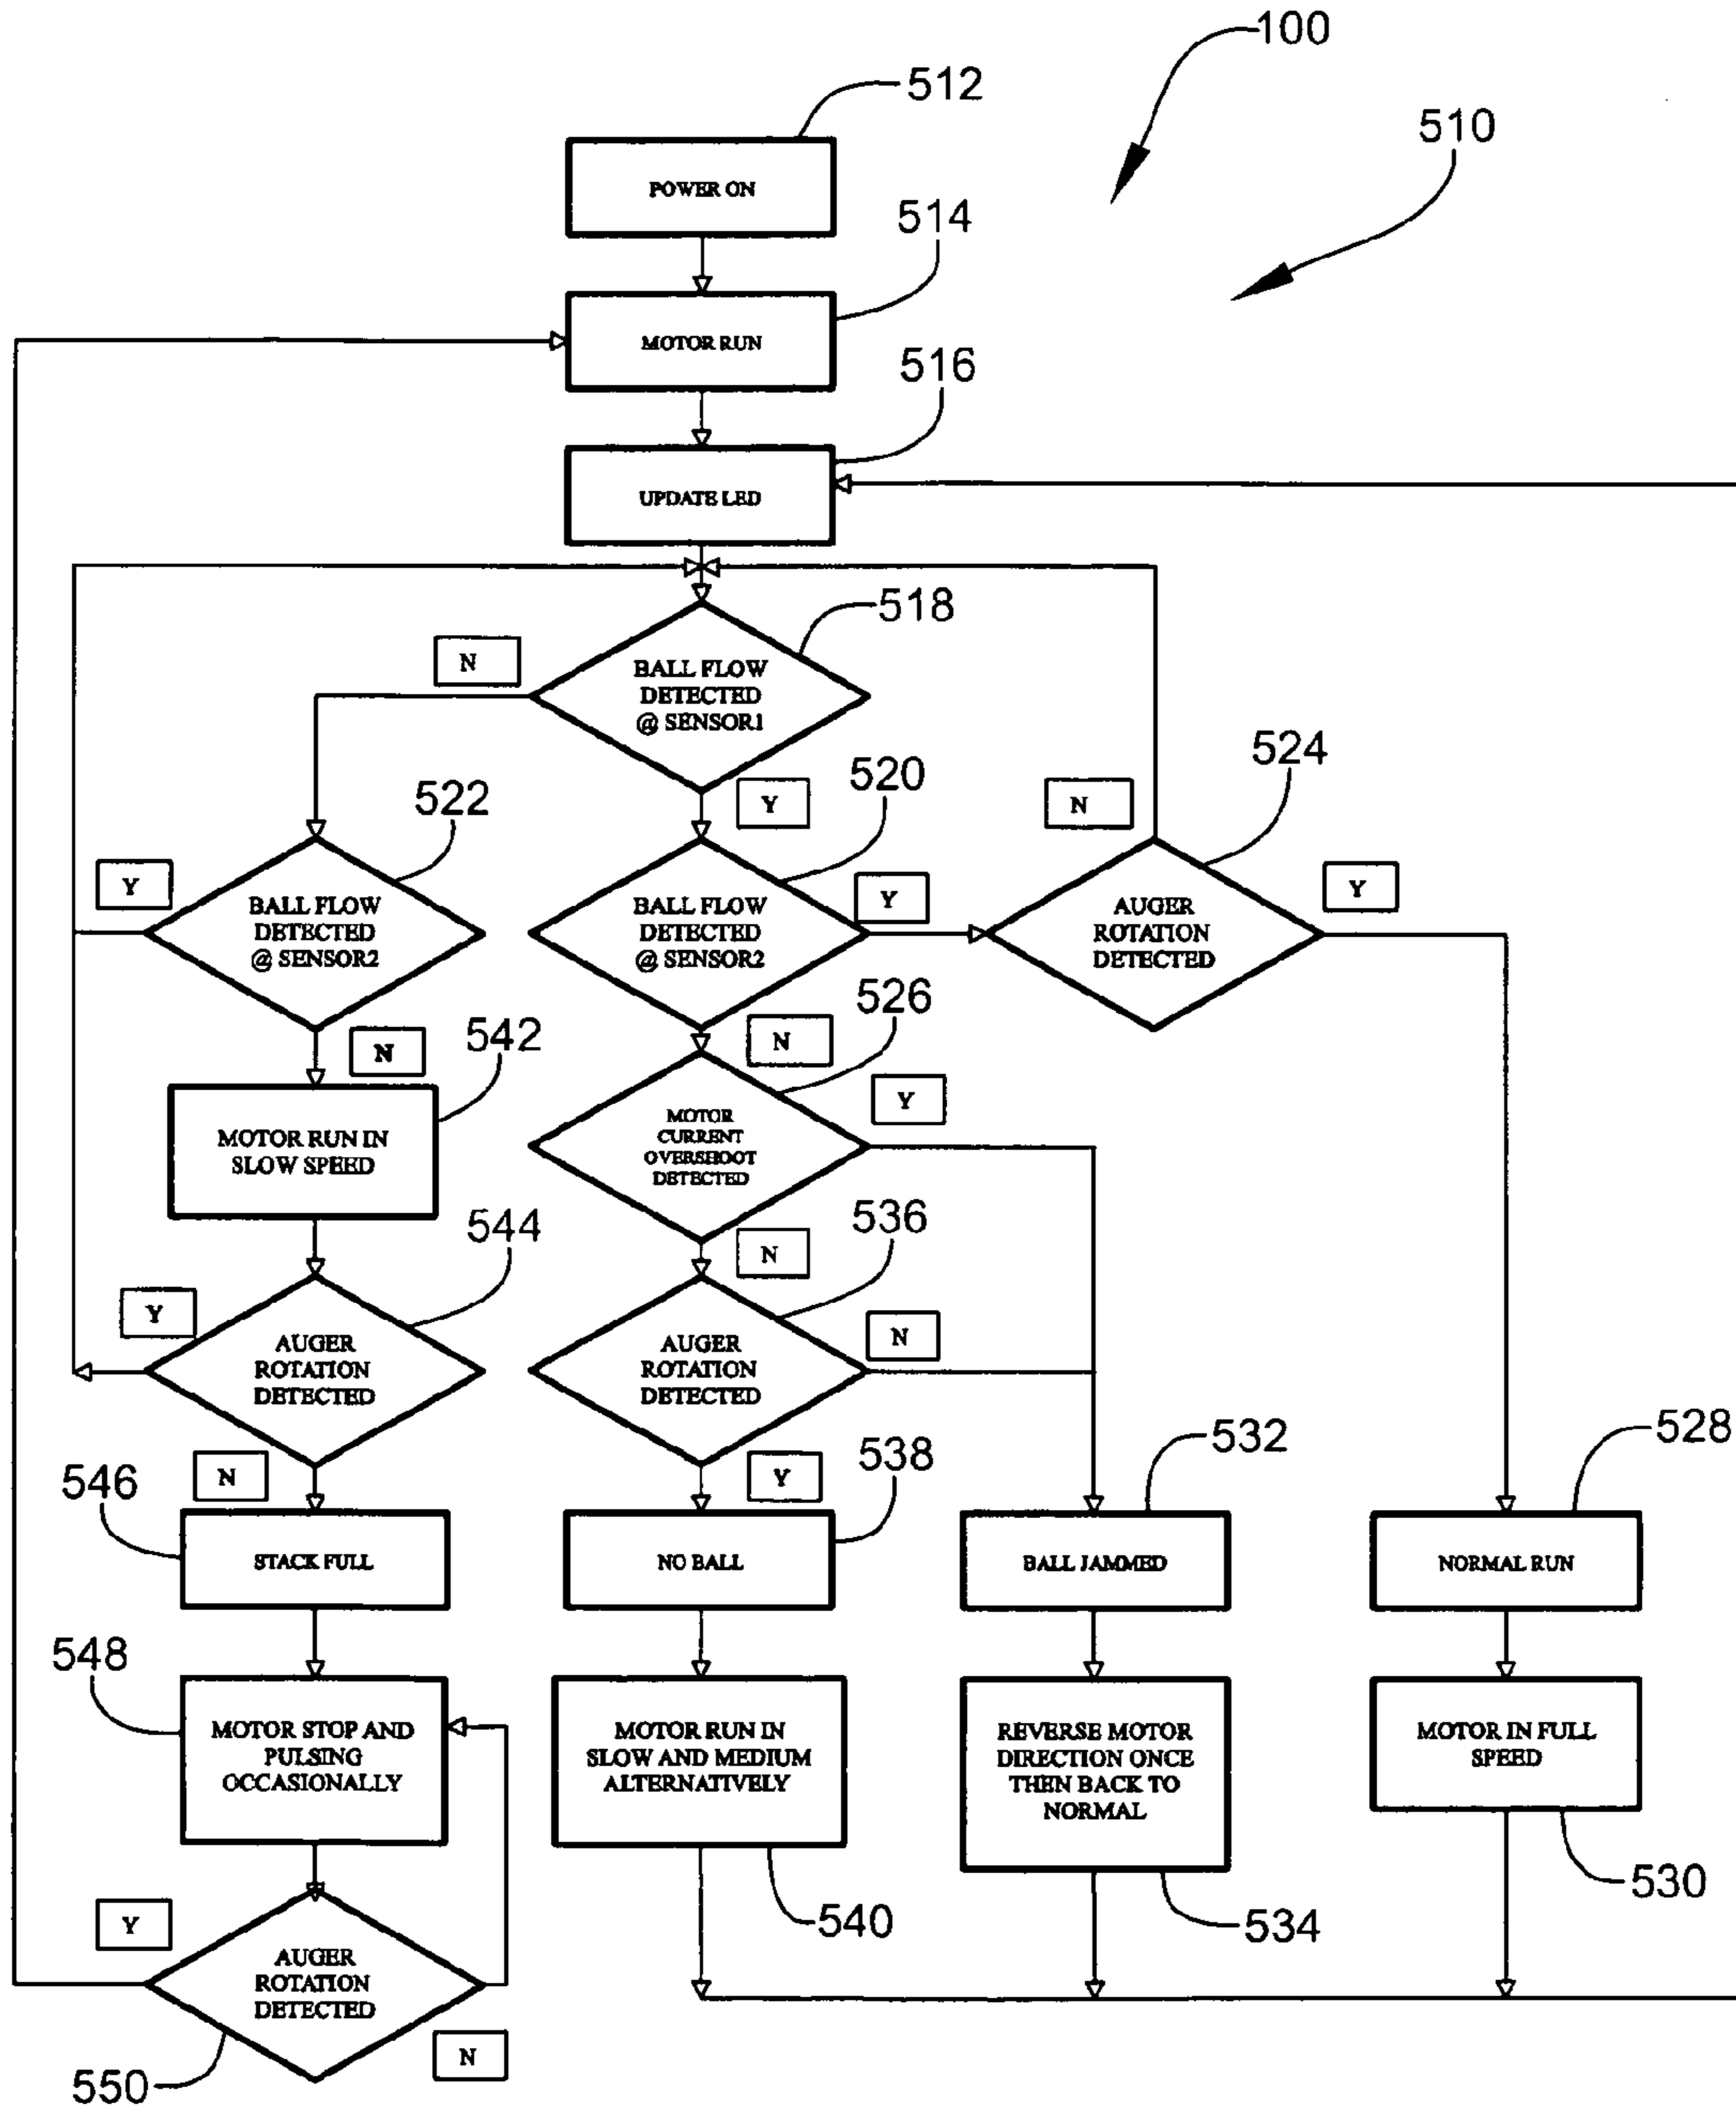 100
512
510
POWER ON
514
MOTOR RUN
516
UPDATE LED
518
N
BALL FLOW
DETECTED
@ SENSOR1
524
520
522
Y
N
Y
Y
Y
BALL FLOW
DETECTED
@ SENSOR2
BALL FLOW
DETECTED
@ SENSOR2
AUGER
ROTATION
DETECTED
526
542
N
N
Y
MOTOR RUN IN
SLOW SPEED
MOTOR
CURRENT
OVERSHOOT
DETECTED
544
536
N
Y
N
AUGER
ROTATION
DETECTED
AUGER
ROTATION
DETECTED
528
532
538
546
N
Y
STACK FULL
NO BALL
BALL JAMMED
NORMAL RUN
548
MOTOR STOP AND
PULSING
OCCASIONALLY
MOTOR RUN IN
SLOW AND MEDIUM
ALTERNATIVELY
REVERSE MOTOR
DIRECTION ONCE
THEN BACK TO
NORMAL
MOTOR IN FULL
SPEED
530
540
534
Y
AUGER
ROTATION
DETECTED
N
550